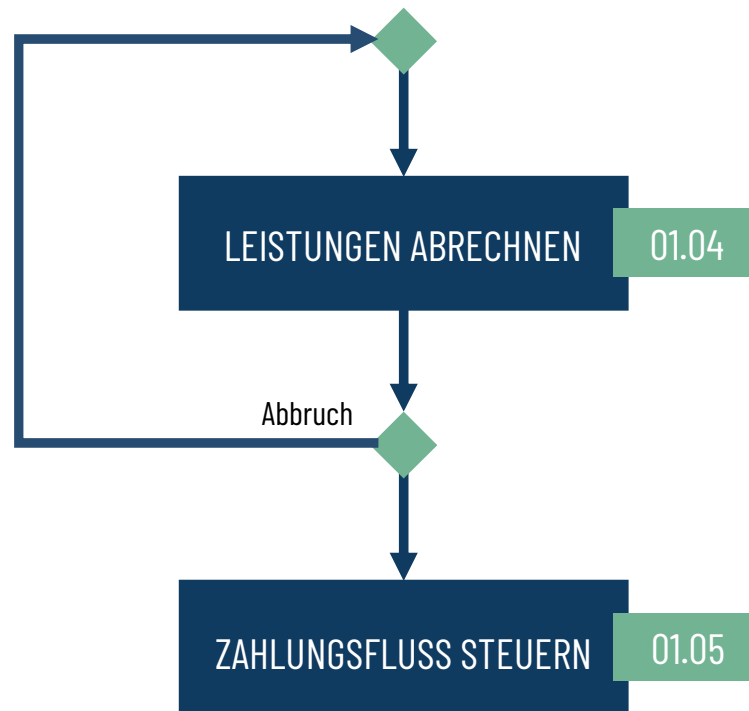 LEISTUNGEN ABRECHNEN
01.04
Abbruch
ZAHLUNGSFLUSS STEUERN
01.05